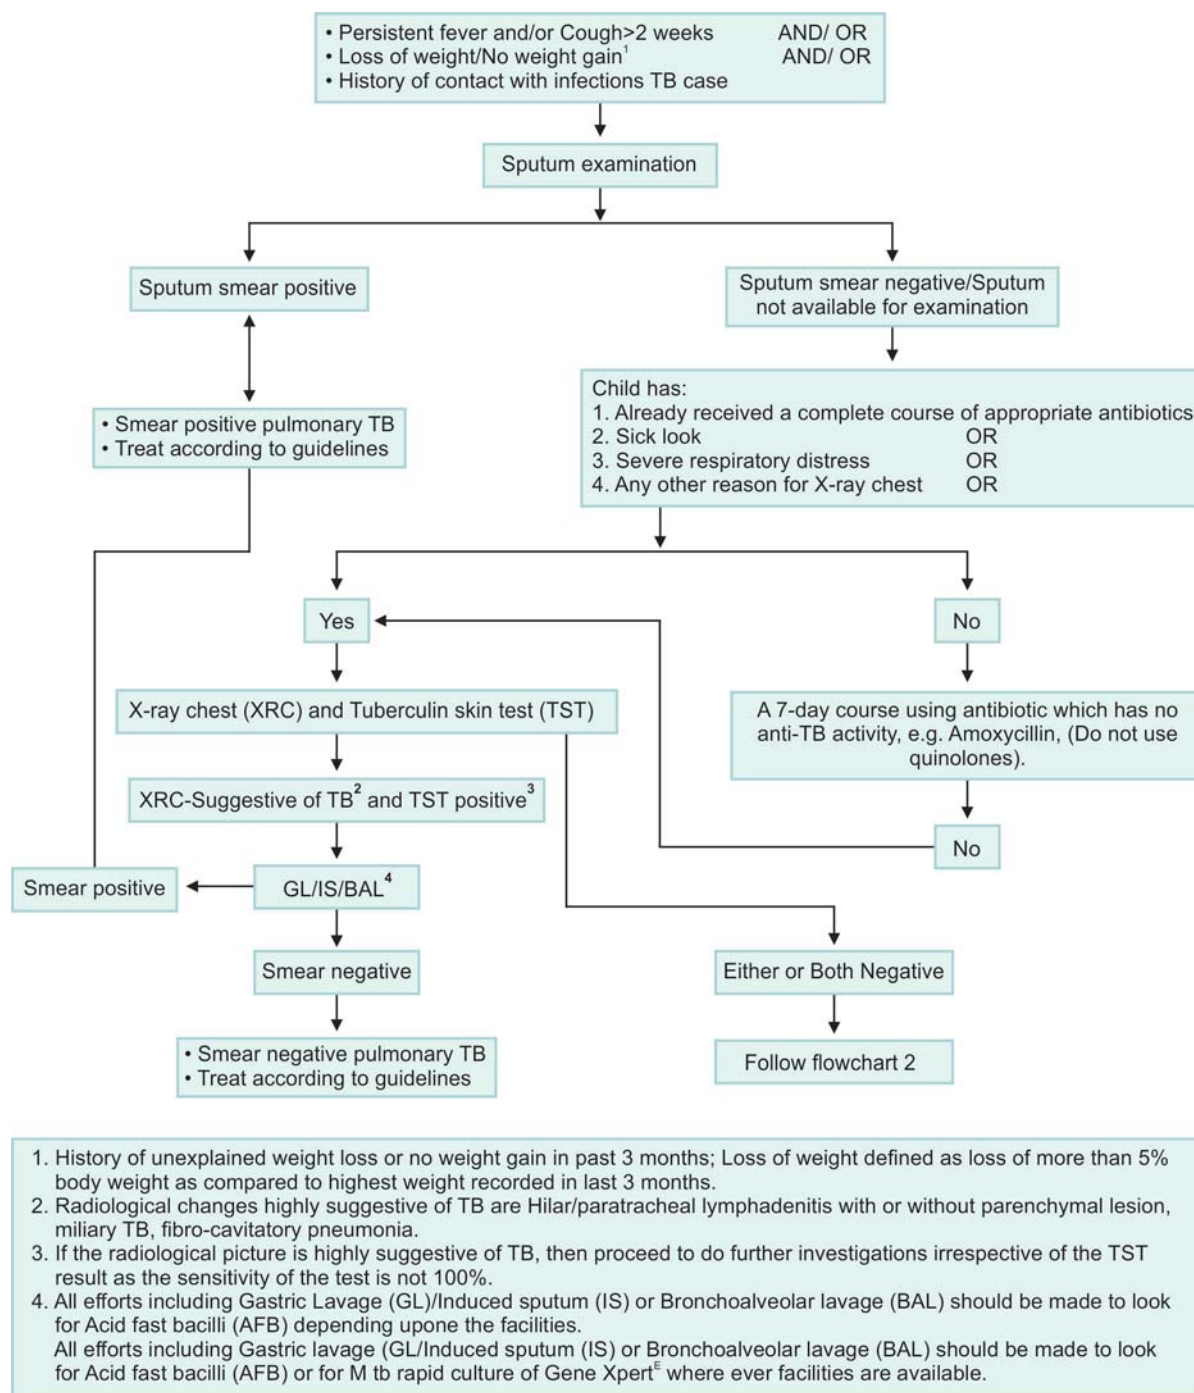 • Persistent fever and/or Cough>2 weeks AND/ OR
• Loss of weight/No weight gain1 AND/ OR
• History of contact with infections TB case
Sputum examination
Sputum smear positive
Sputum smear negative/Sputum
not available for examination
• Smear positive pulmonary TB
• Treat according to guidelines
Child has:
1. Already received a complete course of appropriate antibiotics
2. Sick look OR
3. Severe respiratory distress OR
4. Any other reason for X-ray chest OR
Yes
No
X-ray chest (XRC) and Tuberculin skin test (TST)
A 7-day course using antibiotic which has no
anti-TB activity, e.g. Amoxycillin, (Do not use
quinolones).
XRC-Suggestive of TB2 and TST positive3
No
Smear positive
GL/IS/BAL4
Smear negative
Either or Both Negative
• Smear negative pulmonary TB
• Treat according to guidelines
Follow flowchart 2
1. History of unexplained weight loss or no weight gain in past 3 months; Loss of weight defined as loss of more than 5%
body weight as compared to highest weight recorded in last 3 months.
2. Radiological changes highly suggestive of TB are Hilar/paratracheal lymphadenitis with or without parenchymal lesion,
miliary TB, fibro-cavitatory pneumonia.
3. If the radiological picture is highly suggestive of TB, then proceed to do further investigations irrespective of the TST
result as the sensitivity of the test is not 100%.
4. All efforts including Gastric Lavage (GL)/Induced sputum (IS) or Bronchoalveolar lavage (BAL) should be made to look
for Acid fast bacilli (AFB) depending upone the facilities.
All efforts including Gastric lavage (GL/Induced sputum (IS) or Bronchoalveolar lavage (BAL) should be made to look
for Acid fast bacilli (AFB) or for M tb rapid culture of Gene XpertE where ever facilities are available.